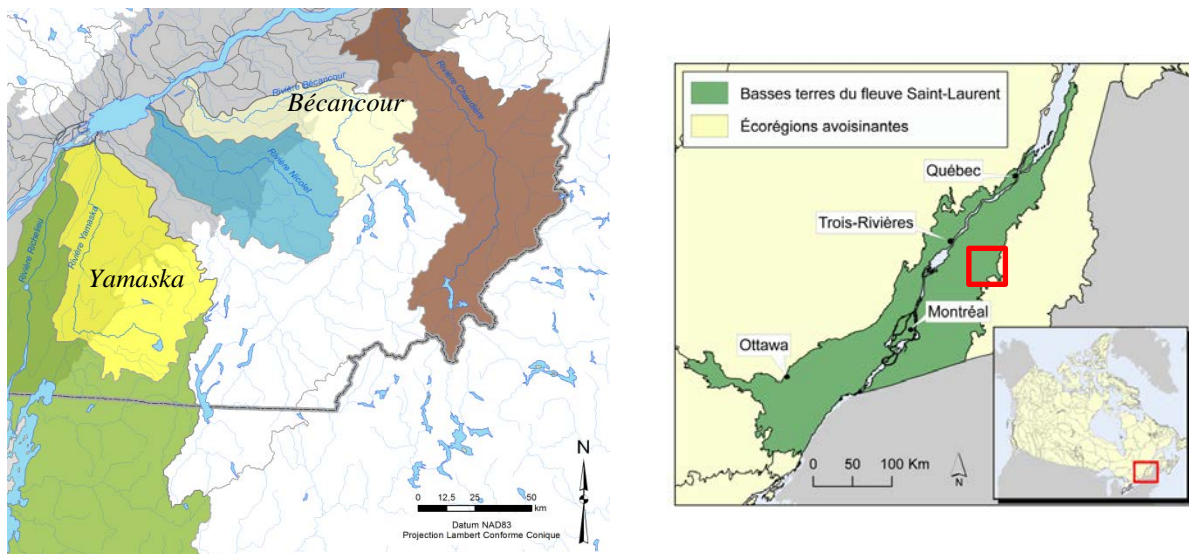 Rivière Bécancour
Bécancour
Rivière Chaudière
Rivière Nicolet
Rivière Richelieu
Rivière Yamaska
Yamaska
N
0 12,5 25 50
km
Datum NAD83
Projection Lambert Conforme Conique
Basses terres du fleuve Saint-Laurent
Écorégions avoisinantes
Québec
Trois-Rivières
Montréal
Ottawa
0 50 100 Km
N